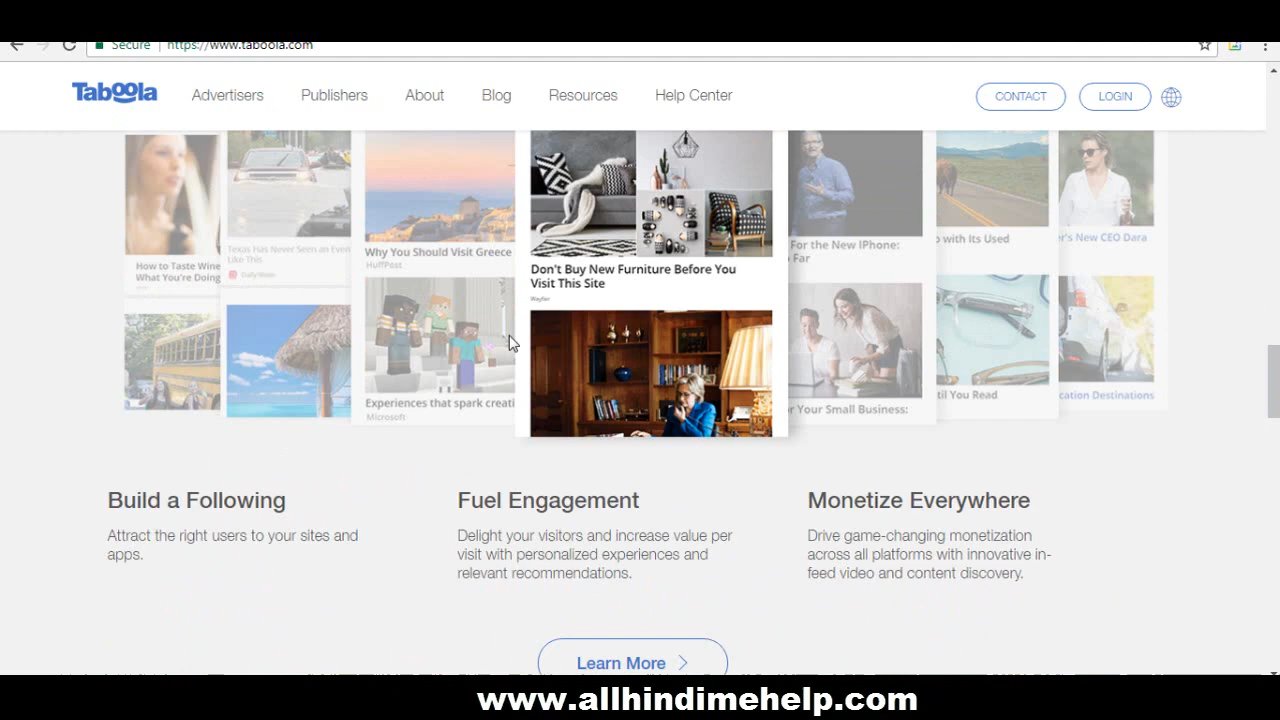 Secure https://www.taboola.com
Taboola Advertisers Publishers About Blog Resources Help Center CONTACT LOGIN
How to Taste Wine
What You're Doing
Texas Has Never Seen an Even
Like This
Daily News
Why You Should Visit Greece
HuffPost
Experiences that spark creati
Microsoft
Don't Buy New Furniture Before You
Visit This Site
Wayfair
For the New IPhone:
Far
r Your Small Business:
with Its Used
til You Read
er's New CEO Dara
cation Destinations
Build a Following
Attract the right users to your sites and
apps.
Fuel Engagement
Delight your visitors and increase value per
visit with personalized experiences and
relevant recommendations.
Monetize Everywhere
Drive game-changing monetization
across all platforms with innovative in-
feed video and content discovery.
Learn More
www.allhindimehelp.com